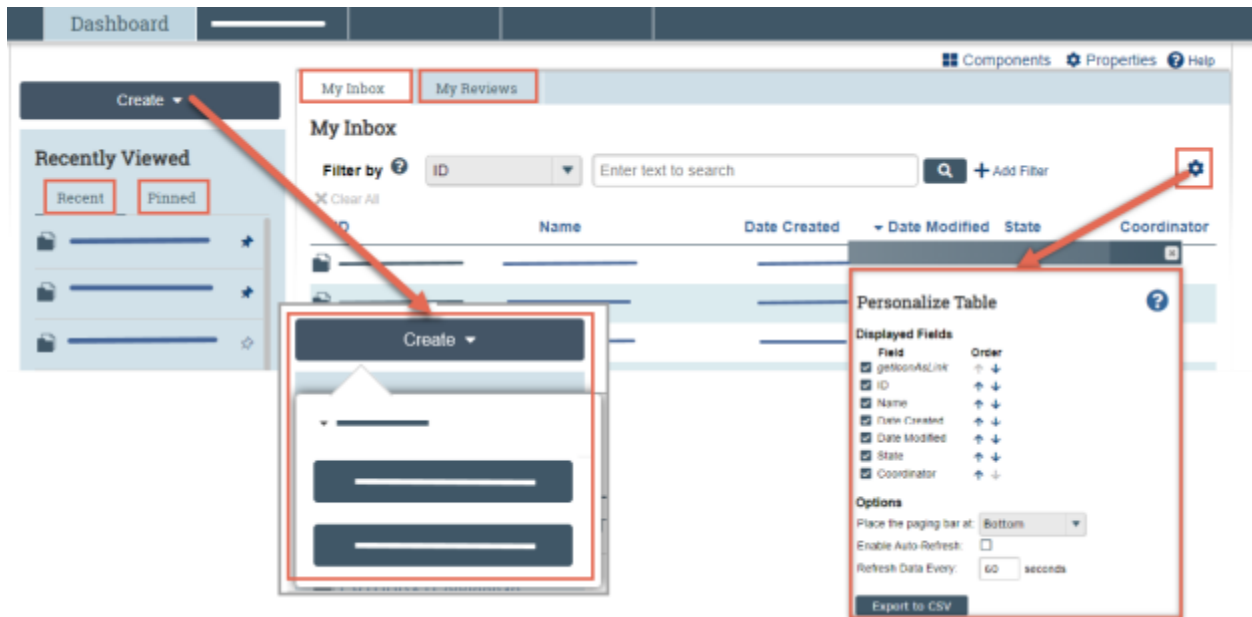 Dashboard
Components Properties Help
Create
My Inbox My Reviews
My Inbox
Recently Viewed
Filter by ID Enter text to search Add Filter
Recent Pinned
Clear All
ID Name Date Created Date Modified State Coordinator
Personalize Table
Displayed Fields
Field Order
getIconAsLink
ID
Name
Date Created
Date Modified
State
Coordinator
Options
Place the paging bar at: Bottom
Enable Auto-Refresh:
Refresh Data Every: 60 seconds
Export to CSV
Create